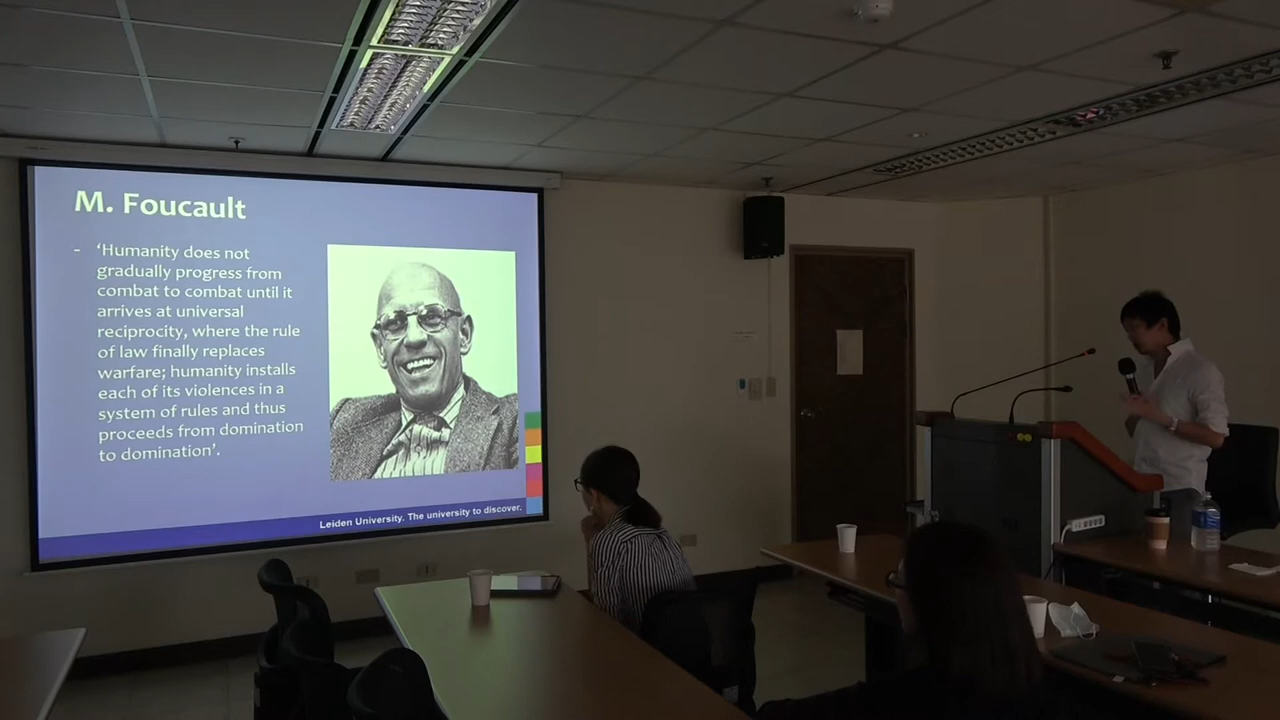 M. Foucault
- ‘Humanity does not
gradually progress from
combat to combat until it
arrives at universal
reciprocity, where the rule
of law finally replaces
warfare; humanity installs
each of its violences in a
system of rules and thus
proceeds from domination
to domination’.
Leiden University. The university to discover.